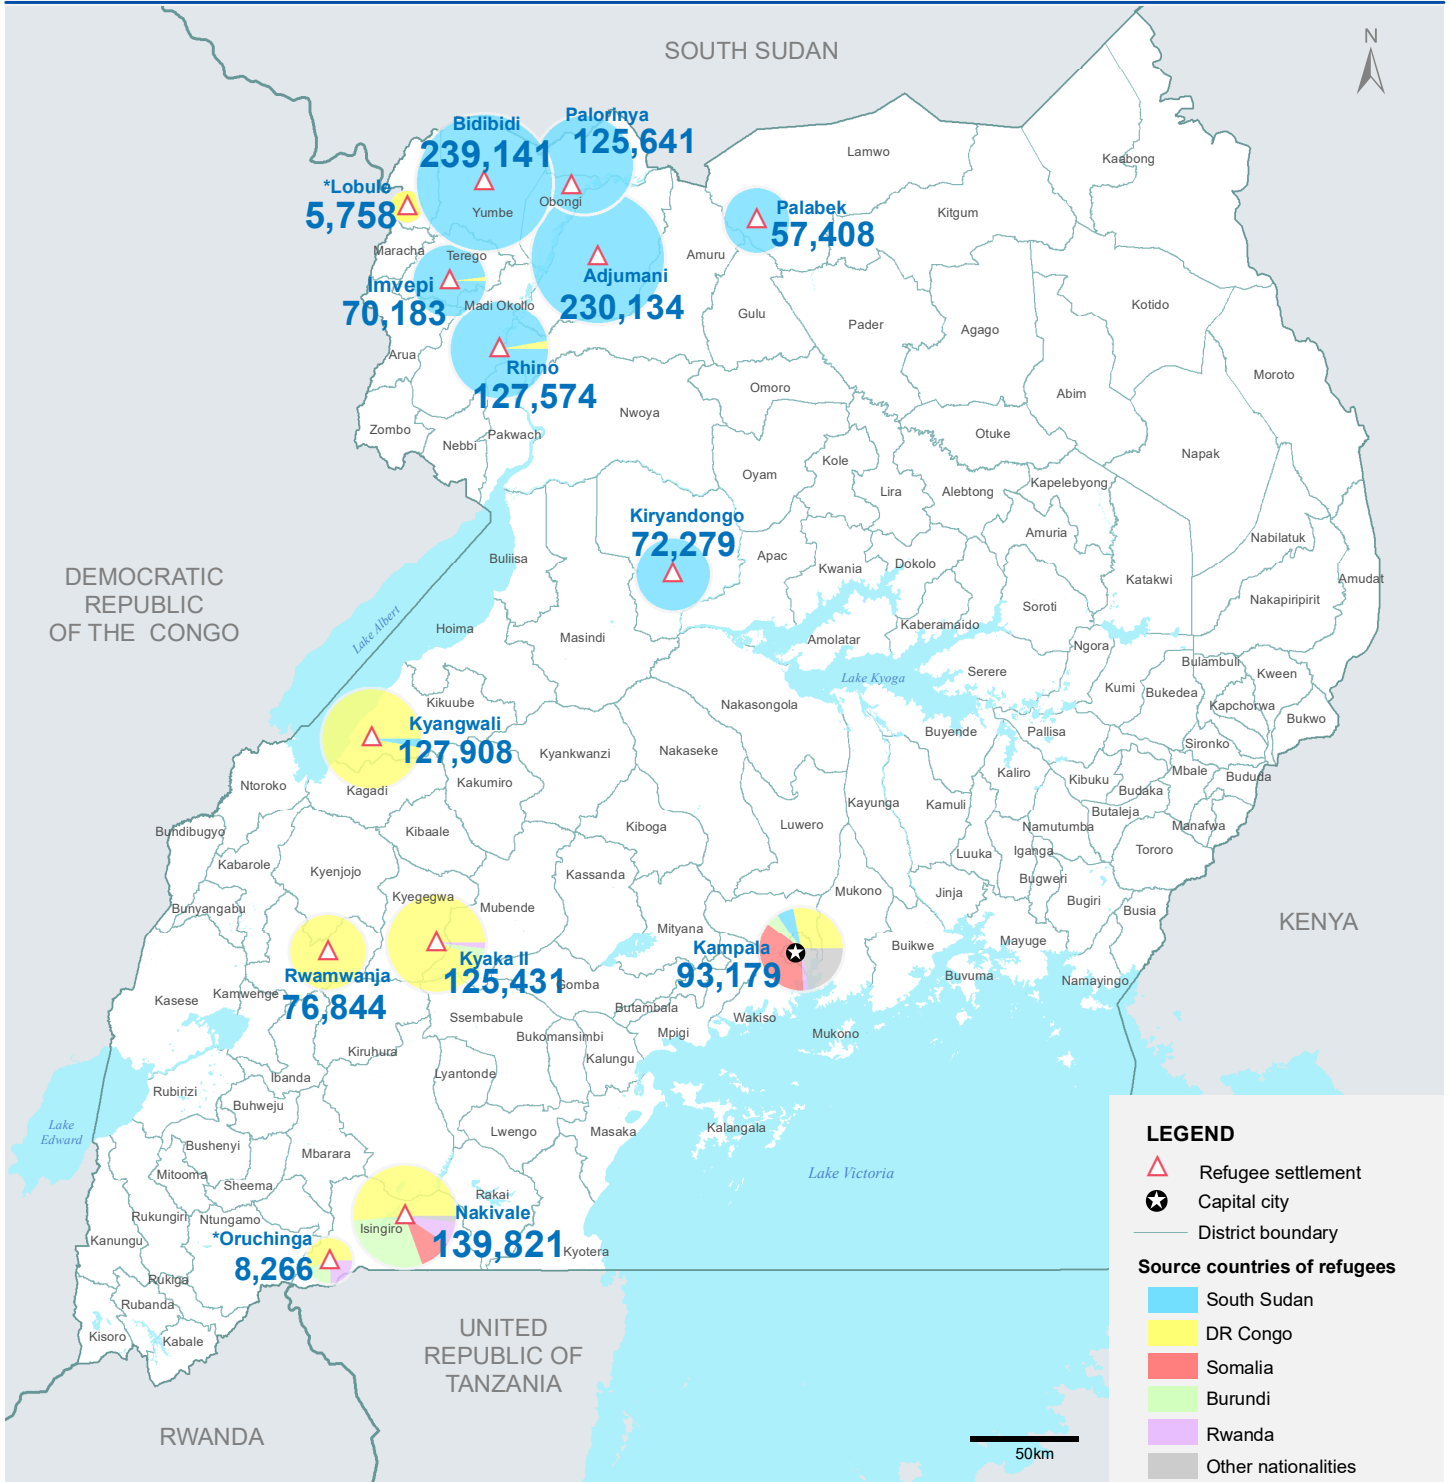 SOUTH SUDAN
N
Bidibidi
239,141
Palorinya
125,641
Lamwo
Kaabong
*Lobule
5,758
Yumbe
Obongi
Palabek
57,408
Kitgum
Maracha
Terego
Amuru
Imvepi
70,183
Madi Okollo
Adjumani
230,134
Gulu
Pader
Agago
Kotido
Arua
Rhino
127,574
Omoro
Abim
Moroto
Nwoya
Zombo
Nebbi
Pakwach
Otuke
Napak
Oyam
Kole
Lira
Alebtong
Kapelebyong
Kiryandongo
72,279
Amuria
Nabilatuk
Buliisa
Apac
Kwania
Dokolo
Katakwi
Amudat
Nakapiripirit
DEMOCRATIC
REPUBLIC
OF THE CONGO
Lake Albert
Hoima
Masindi
Amolatar
Kaberamaido
Soroti
Ngora
Lake Kyoga
Serere
Bulambuli
Kween
Kumi
Bukedea
Kapchorwa
Bukwo
Kikuube
Nakasongola
Kyangwali
127,908
Kyankwanzi
Nakaseke
Buyende
Pallisa
Sironko
Ntoroko
Kagadi
Kakumiro
Kaliro
Kibuku
Mbale
Bududa
Budaka
Kayunga
Kamuli
Butaleja
Bundibugyo
Kibaale
Kiboga
Luwero
Namutumba
Manafwa
Kabarole
Kyenjojo
Kassanda
Luuka
Iganga
Tororo
Bugweri
Kyegegwa
Mubende
Mukono
Jinja
Bugiri
Busia
Bunyangabu
Mityana
KENYA
Kampala
93,179
Buikwe
Mayuge
Rwamwanja
76,844
Kyaka II
125,431
Gomba
Buvuma
Namayingo
Kasese
Kamwenge
Ssembabule
Butambala
Wakiso
Bukomansimbi
Mpigi
Mukono
Kiruhura
Kalungu
Ibanda
Lyantonde
Rubirizi
Buhweju
Lake
Edward
Bushenyi
Lwengo
Masaka
Kalangala
Mbarara
Mitooma
Sheema
Lake Victoria
Rakai
Rukungiri
Ntungamo
Isingiro
Nakivale
139,821
Kanungu
*Oruchinga
8,266
Kyotera
Rukiga
Rubanda
Kisoro
Kabale
UNITED
REPUBLIC OF
TANZANIA
RWANDA
50km
LEGEND
Refugee settlement
Capital city
District boundary
Source countries of refugees
South Sudan
DR Congo
Somalia
Burundi
Rwanda
Other nationalities